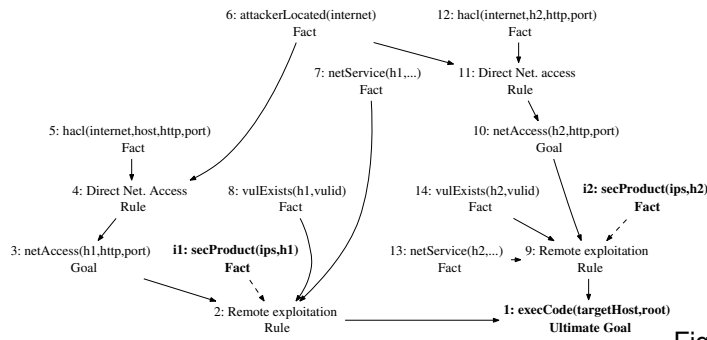 6: attackerLocated(internet)
Fact
12: hacl(internet,h2,http,port)
Fact
7: netService(h1,...)
Fact
11: Direct Net. access
Rule
5: hacl(internet,host,http,port)
Fact
10: netAccess(h2,http,port)
Goal
4: Direct Net. Access
Rule
8: vulExists(h1,vulid)
Fact
14: vulExists(h2,vulid)
Fact
i2: secProduct(ips,h2)
Fact
3: netAccess(h1,http,port)
Goal
i1: secProduct(ips,h1)
Fact
13: netService(h2,...)
Fact
9: Remote exploitation
Rule
2: Remote exploitation
Rule
1: execCode(targetHost,root)
Ultimate Goal
Fig